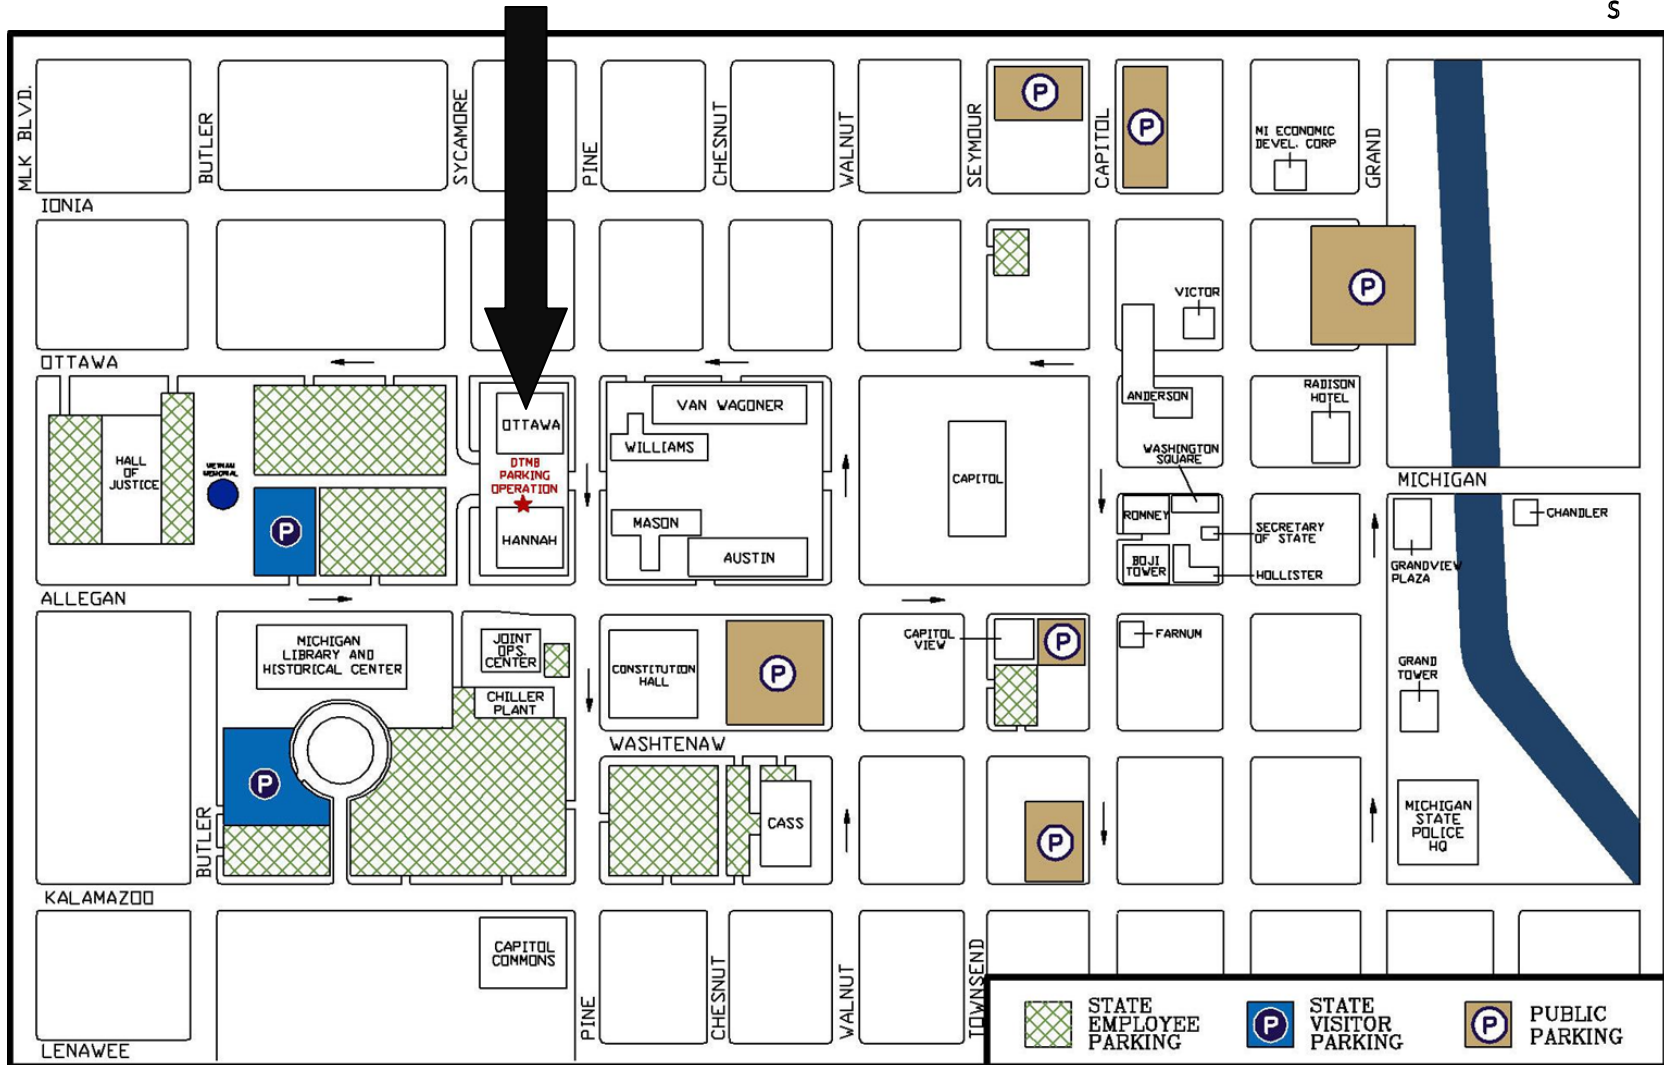 S
MLK BLVD.
BUTLER
SYCAMORE
PINE
CHESNUT
WALNUT
SEYMOUR
CAPITOL
GRAND
P
P
MI ECONOMIC
DEVEL. CORP
IONIA
VICTOR
P
OTTAWA
HALL
OF
JUSTICE
VIETNAM
MEMORIAL
P
OTTAWA
DTMB
PARKING
OPERATION
HANNAH
VAN WAGONER
WILLIAMS
MASON
AUSTIN
CAPITOL
ANDERSON
RADISON
HOTEL
WASHINGTON
SQUARE
ROMNEY
BOJI
TOWER
SECRETARY
OF STATE
HOLLISTER
MICHIGAN
CHANDLER
GRANDVIEW
PLAZA
ALLEGAN
MICHIGAN
LIBRARY AND
HISTORICAL CENTER
JOINT
OPS.
CENTER
CHILLER
PLANT
CONSTITUTION
HALL
P
CAPITOL
VIEW
P
FARNUM
GRAND
TOWER
WASHTENAW
P
BUTLER
CASS
P
MICHIGAN
STATE
POLICE
HQ
KALAMAZOO
CAPITOL
COMMONS
PINE
CHESNUT
WALNUT
TOWNSEND
LENAWEE
STATE
EMPLOYEE
PARKING
P
STATE
VISITOR
PARKING
P
PUBLIC
PARKING